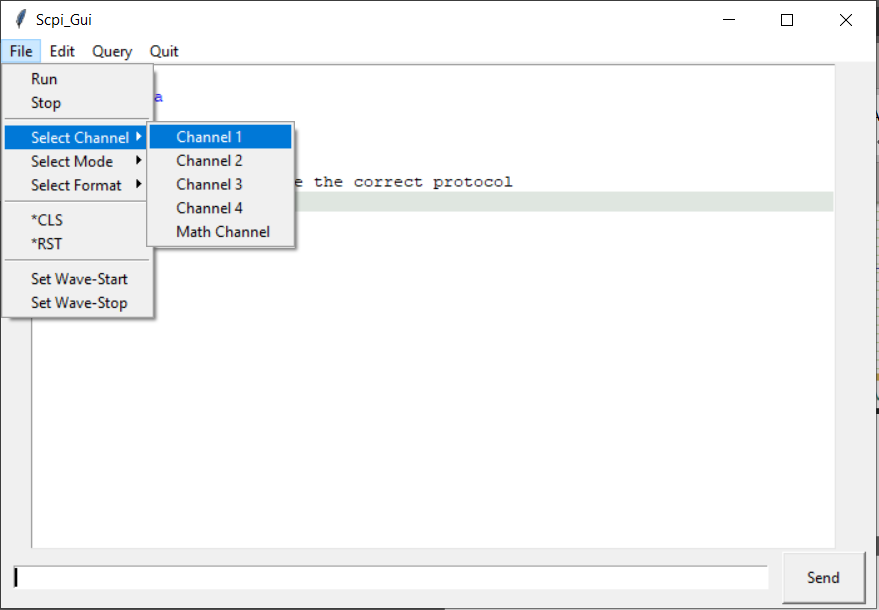 Scpi_Gui
File Edit Query Quit
Run
Stop
Select Channel
Select Mode
Select Format
*CLS
*RST
Set Wave-Start
Set Wave-Stop
Channel 1
Channel 2
Channel 3
Channel 4
Math Channel
the correct protocol
Send